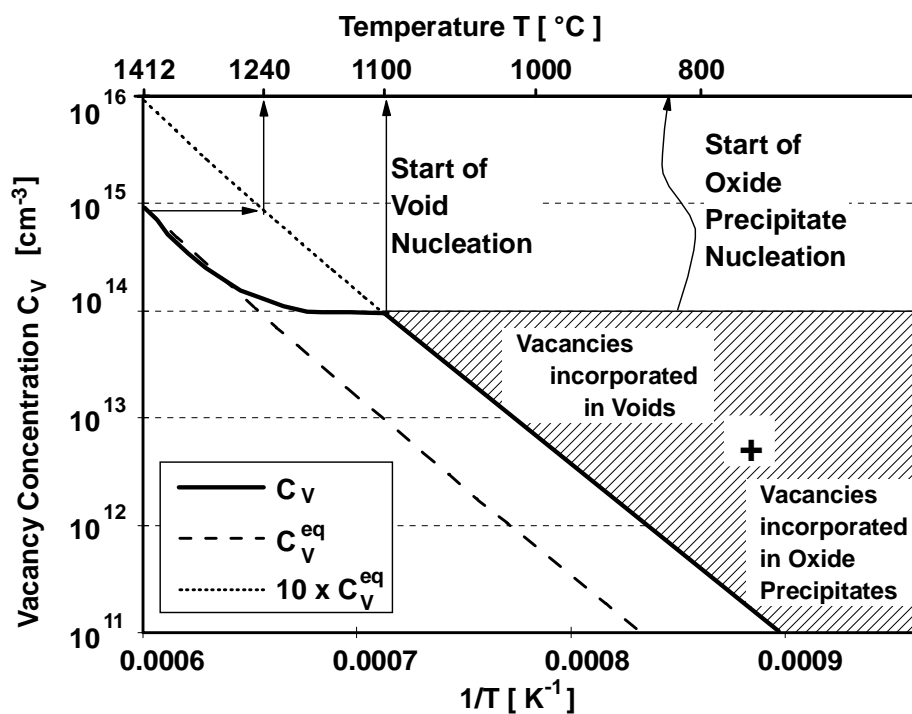 Temperature T [ °C]
1412 1240 1100 1000 800
10^16
10^15
10^14
10^13
10^12
10^11
Vacancy Concentration C_V [cm^-3]
Start of
Void
Nucleation
Start of
Oxide
Precipitate
Nucleation
Vacancies
incorporated
in Voids
+
Vacancies
incorporated
in Oxide
Precipitates
C_V
C_V^eq
10 x C_V^eq
0.0006 0.0007 0.0008 0.0009
1/T [ K^-1]